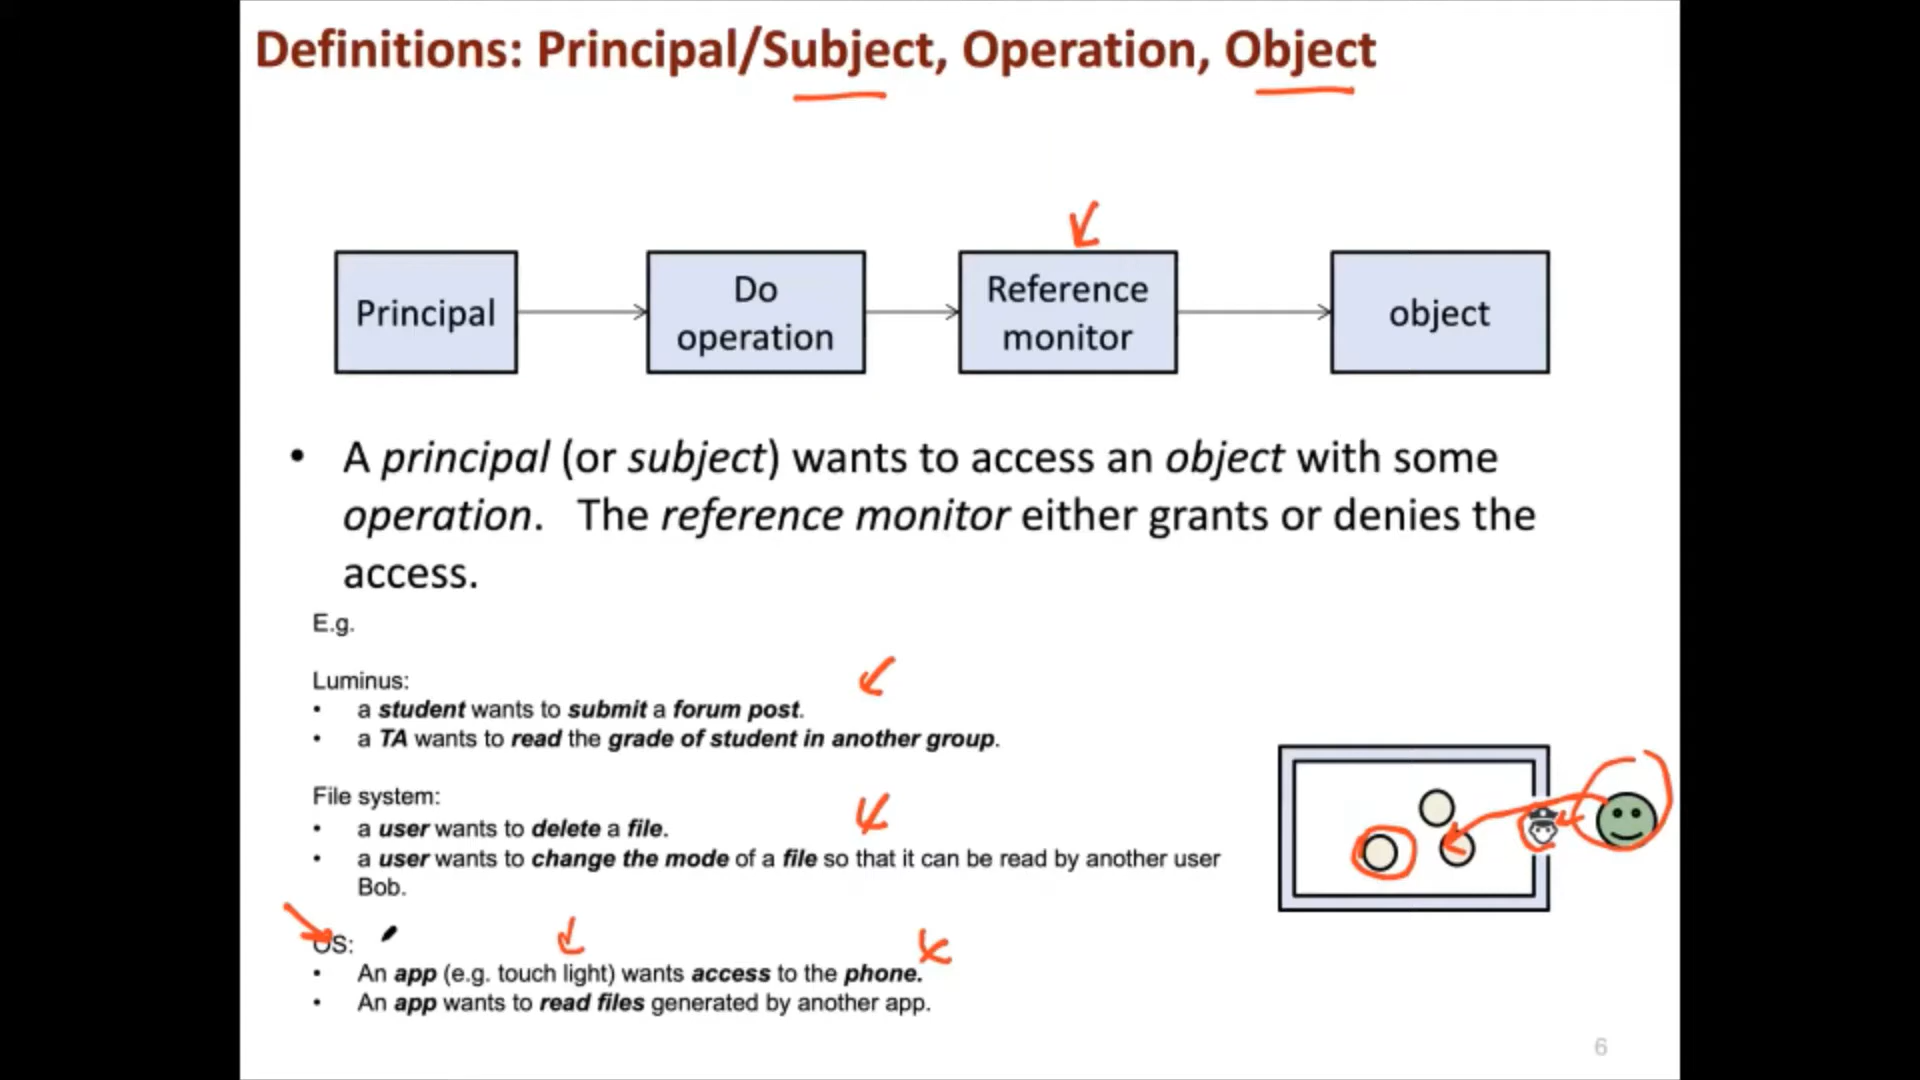 Definitions: Principal/Subject, Operation, Object
Principal
Do
operation
Reference
monitor
object
• A principal (or subject) wants to access an object with some
operation. The reference monitor either grants or denies the
access.
E.g.
Luminus:
• a student wants to submit a forum post.
• a TA wants to read the grade of student in another group.
File system:
• a user wants to delete a file.
• a user wants to change the mode of a file so that it can be read by another user
Bob.
OS:
• An app (e.g. touch light) wants access to the phone.
• An app wants to read files generated by another app.
6